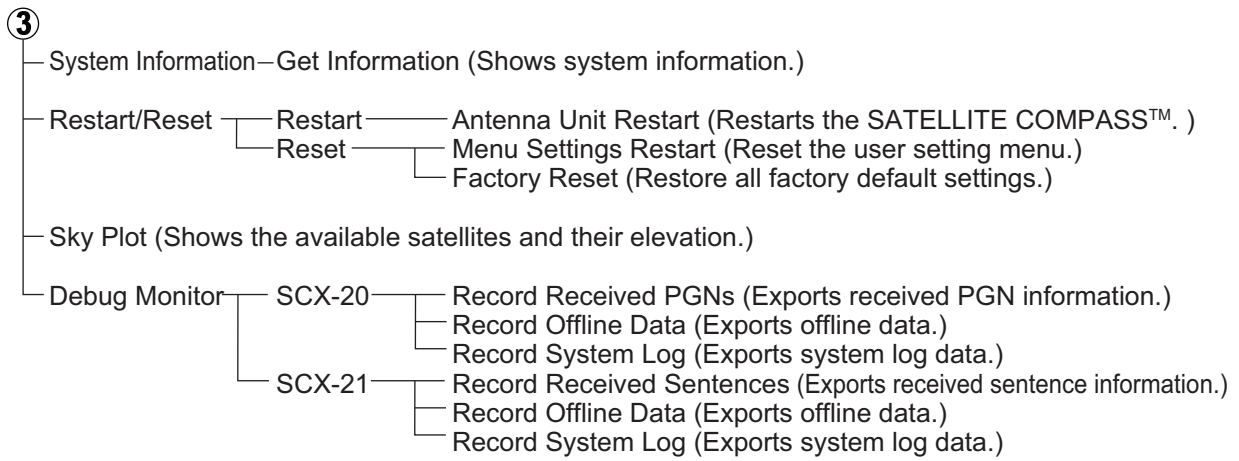 3
System Information Get Information (Shows system information.)
Restart/Reset Restart Antenna Unit Restart (Restarts the SATELLITE COMPASS™. )
Reset Menu Settings Restart (Reset the user setting menu.)
Factory Reset (Restore all factory default settings.)
Sky Plot (Shows the available satellites and their elevation.)
Debug Monitor SCX-20 Record Received PGNs (Exports received PGN information.)
Record Offline Data (Exports offline data.)
Record System Log (Exports system log data.)
SCX-21 Record Received Sentences (Exports received sentence information.)
Record Offline Data (Exports offline data.)
Record System Log (Exports system log data.)